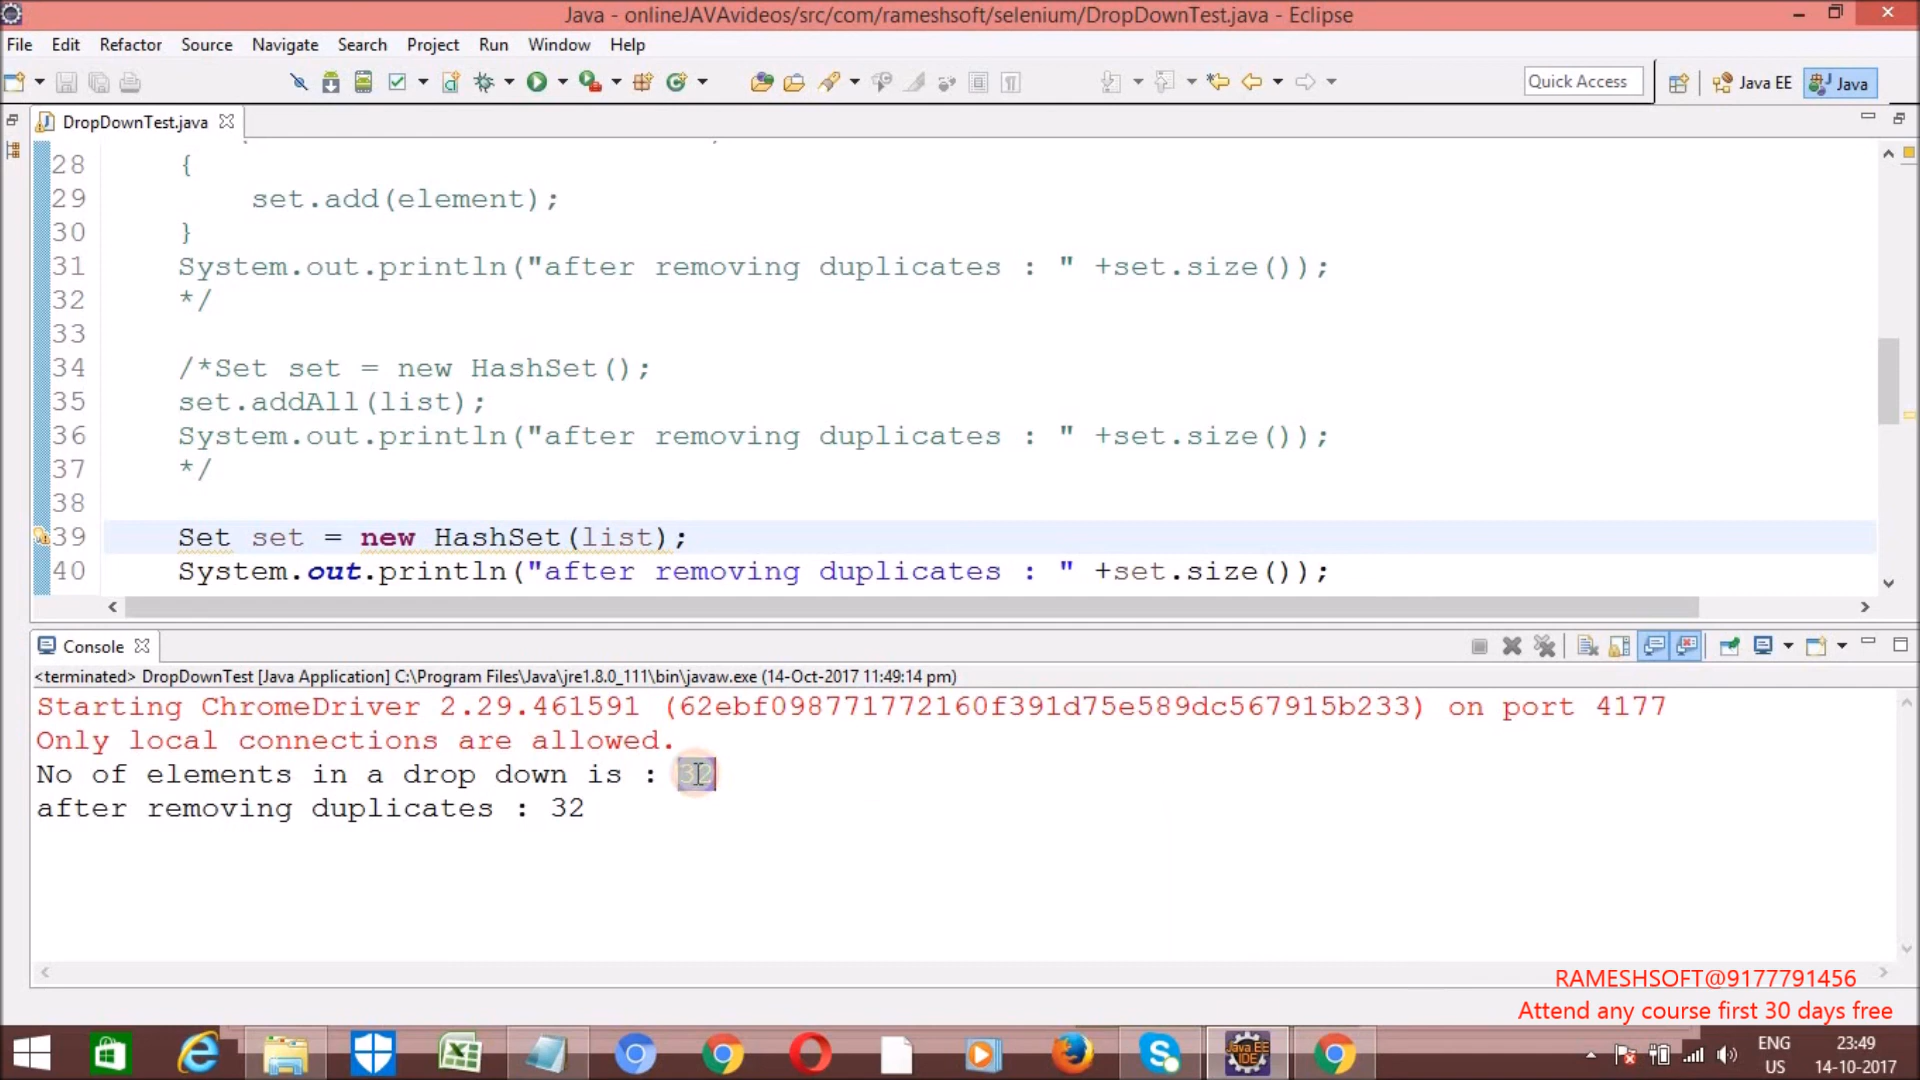 Java - onlineJAVAvideos/src/com/rameshsoft/selenium/DropDownTest.java - Eclipse
File Edit Refactor Source Navigate Search Project Run Window Help
Quick Access Java EE Java
DropDownTest.java
28 {
29 set.add(element);
30 }
31 System.out.println("after removing duplicates : " +set.size());
32 */
33
34 /*Set set = new HashSet();
35 set.addAll(list);
36 System.out.println("after removing duplicates : " +set.size());
37 */
38
39 Set set = new HashSet(list);
40 System.out.println("after removing duplicates : " +set.size());
Console
<terminated> DropDownTest [Java Application] C:\Program Files\Java\jre1.8.0_111\bin\javaw.exe (14-Oct-2017 11:49:14 pm)
Starting ChromeDriver 2.29.461591 (62ebf098771772160f391d75e589dc567915b233) on port 4177
Only local connections are allowed.
No of elements in a drop down is : 32
after removing duplicates : 32
RAMESHSOFT@9177791456
Attend any course first 30 days free
Java EE
IDE
ENG
US
23:49
14-10-2017